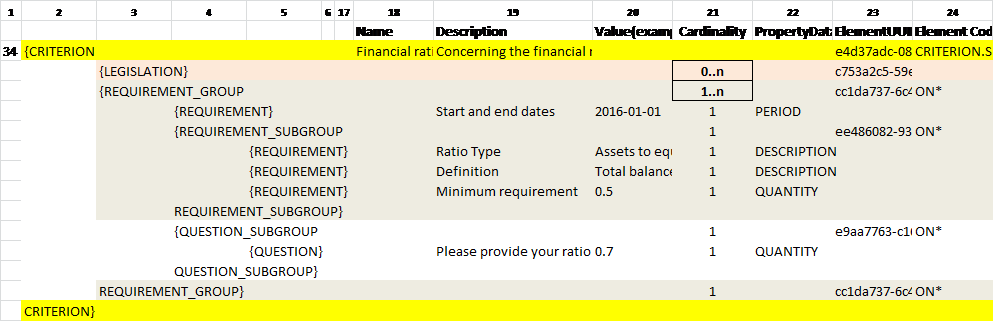 1 2 3 4 5 6 17 18 19 20 21 22 23 24
Name Description Value(examp Cardinality PropertyData ElementUUI Element Cod
34 {CRITERION Financial rati Concerning the financial r e4d37adc-08 CRITERION.S
{LEGISLATION} 0..n c753a2c5-59e
{REQUIREMENT_GROUP 1..n cc1da737-6c4 ON*
{REQUIREMENT} Start and end dates 2016-01-01 1 PERIOD
{REQUIREMENT_SUBGROUP 1 ee486082-93 ON*
{REQUIREMENT} Ratio Type Assets to equ 1 DESCRIPTION
{REQUIREMENT} Definition Total balance 1 DESCRIPTION
{REQUIREMENT} Minimum requirement 0.5 1 QUANTITY
REQUIREMENT_SUBGROUP}
{QUESTION_SUBGROUP 1 e9aa7763-c1 ON*
{QUESTION} Please provide your ratio 0.7 1 QUANTITY
QUESTION_SUBGROUP}
REQUIREMENT_GROUP} 1 cc1da737-6c4 ON*
CRITERION}